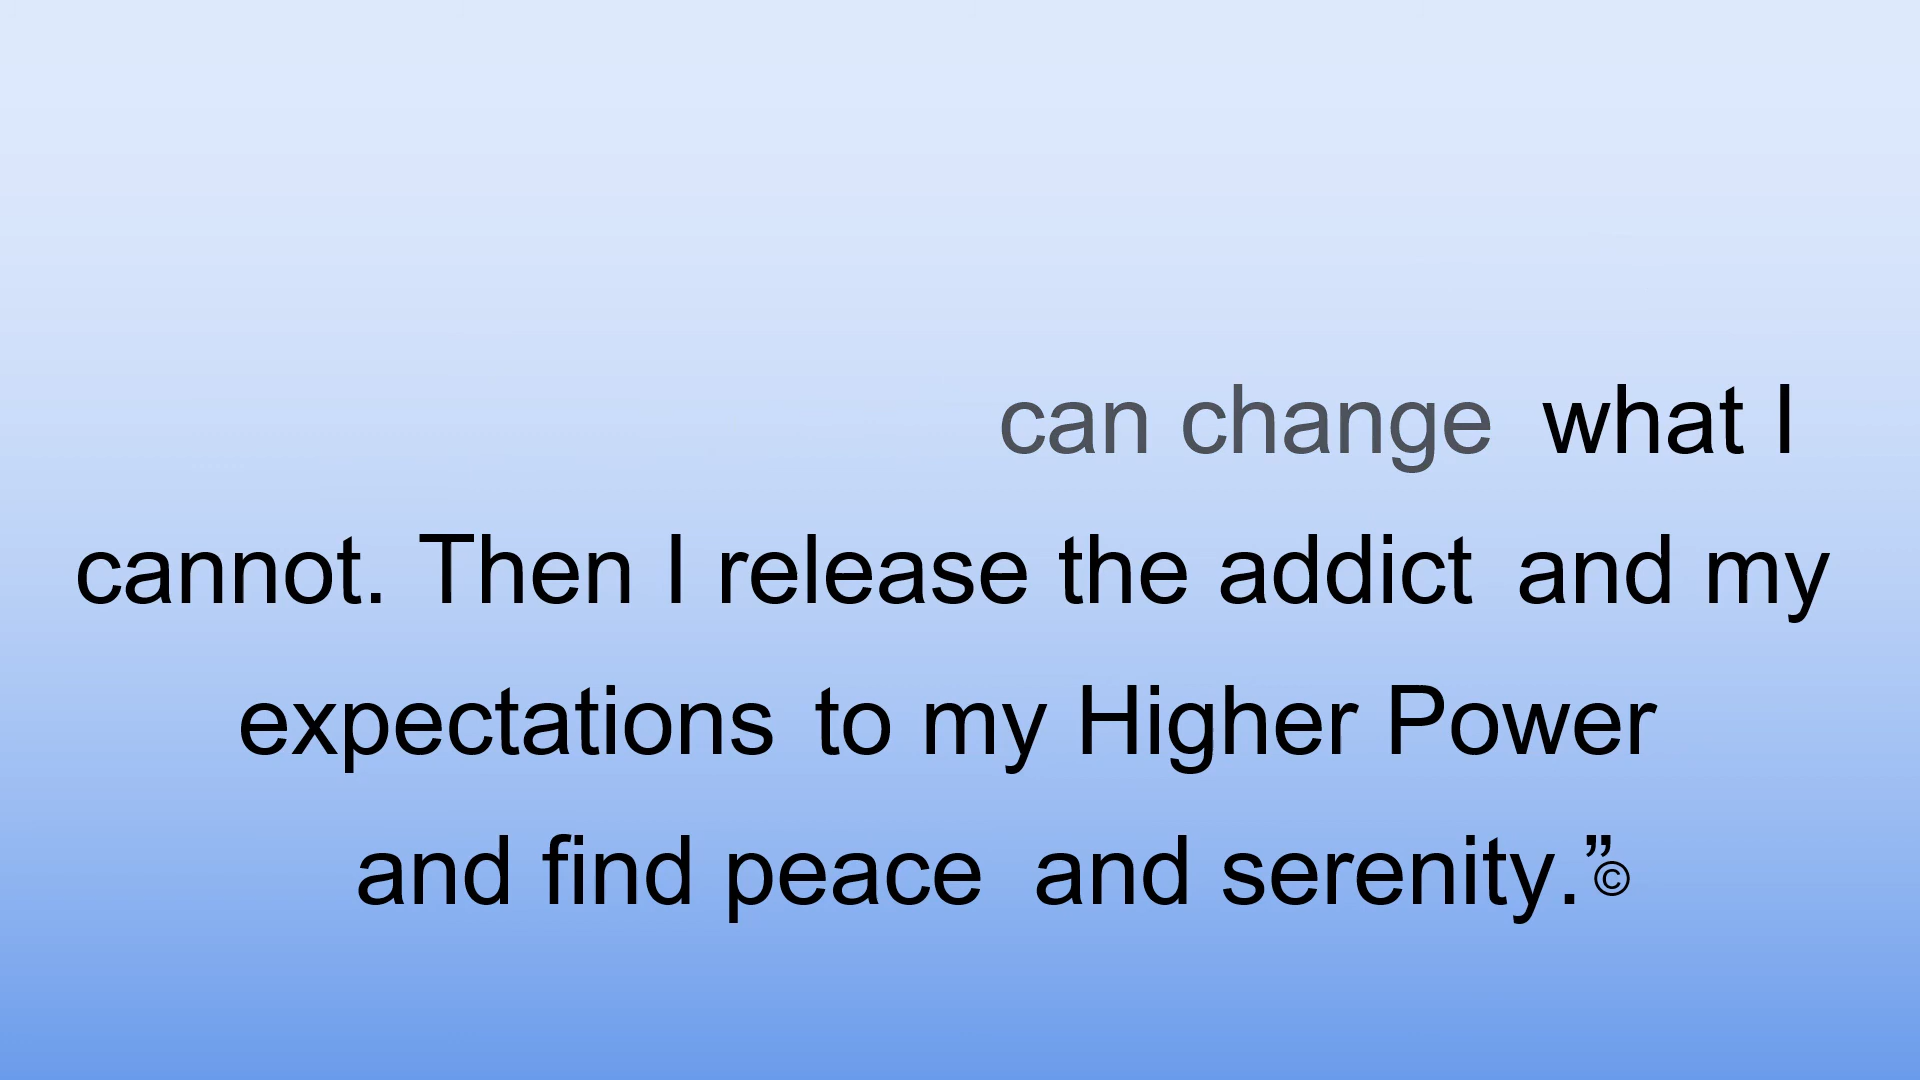 can change what I
cannot. Then I release the addict and my
expectations to my Higher Power
and find peace and serenity.”©